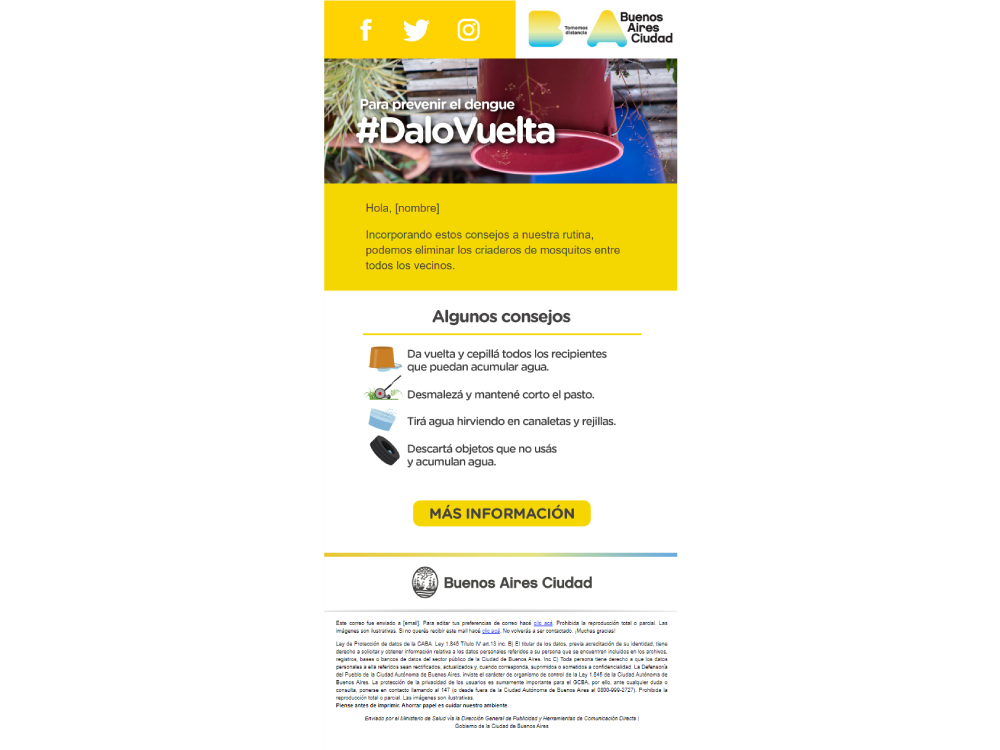 Tomemos
distancia
Buenos
Aires
Ciudad
Para prevenir el dengue
#DaloVuelta
Hola, [nombre]
Incorporando estos consejos a nuestra rutina,
podemos eliminar los criaderos de mosquitos entre
todos los vecinos.
Algunos consejos
Da vuelta y cepillá todos los recipientes
que puedan acumular agua.
Desmalezá y mantené corto el pasto.
Tirá agua hirviendo en canaletas y rejillas.
Descartá objetos que no usás
y acumulan agua.
MÁS INFORMACIÓN
Buenos Aires Ciudad
Este correo fue enviado a [email]. Para editar tus preferencias de correo hacé clic acá. Prohibida la reproducción total o parcial. Las
imágenes son ilustrativas. Si no querés recibir este mail hacé clic acá. No volverás a ser contactado. ¡Muchas gracias!
Ley de Protección de datos de la CABA. Ley 1.845 Título IV art.13 inc. B) El titular de los datos, previa acreditación de su identidad, tiene
derecho a solicitar y obtener información relativa a los datos personales referidos a su persona que se encuentren incluidos en los archivos,
registros, bases o bancos de datos del sector público de la Ciudad de Buenos Aires. Inc C) Toda persona tiene derecho a que los datos
personales a ella referidos sean rectificados, actualizados y, cuando corresponda, suprimidos o sometidos a confidencialidad. La Defensoría
del Pueblo de la Ciudad Autónoma de Buenos Aires, inviste el carácter de organismo de control de la Ley 1.845 de la Ciudad Autónoma de
Buenos Aires. La protección de la privacidad de los usuarios es sumamente importante para el GCBA, por ello, ante cualquier duda o
consulta, ponerse en contacto llamando al 147 (o desde fuera de la Ciudad Autónoma de Buenos Aires al 0800-999-2727). Prohibida la
reproducción total o parcial. Las imágenes son ilustrativas.
Piense antes de imprimir. Ahorrar papel es cuidar nuestro ambiente.
Enviado por el Ministerio de Salud vía la Dirección General de Publicidad y Herramientas de Comunicación Directa |
Gobierno de la Ciudad de Buenos Aires